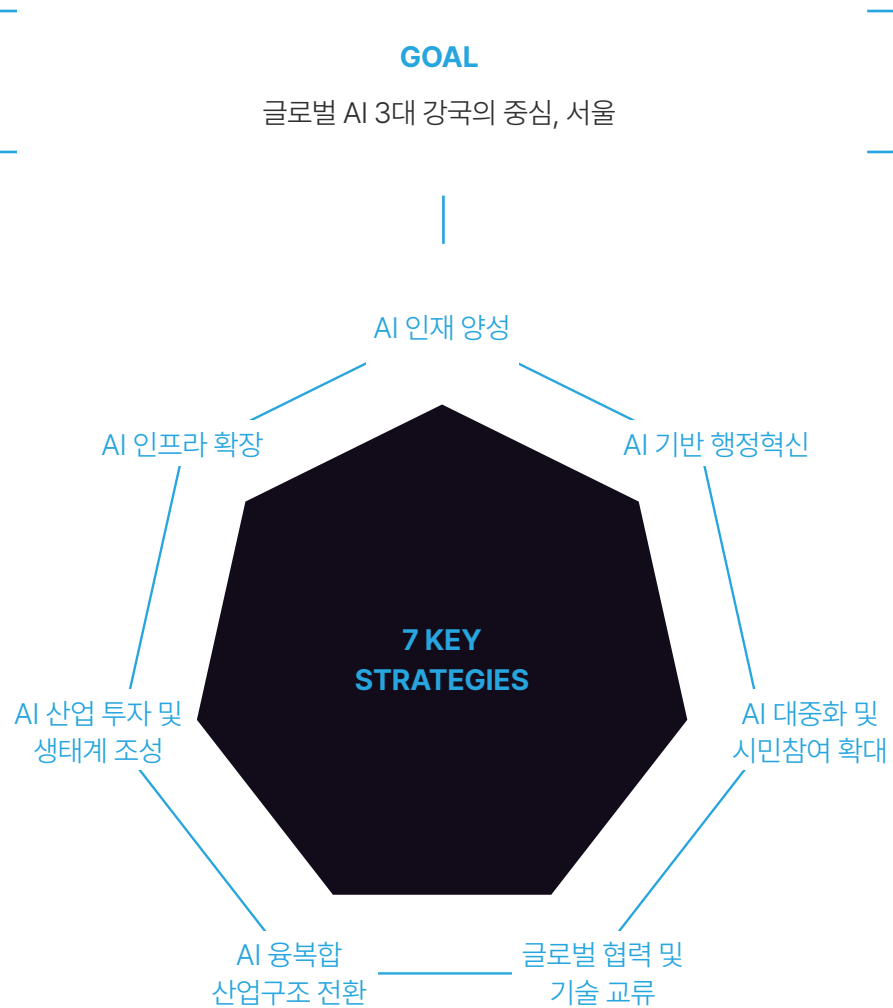 GOAL
글로벌 AI 3대 강국의 중심, 서울
AI 인재 양성
AI 인프라 확장
AI 기반 행정혁신
7 KEY
STRATEGIES
AI 산업 투자 및
생태계 조성
AI 대중화 및
시민참여 확대
AI 융복합
산업구조 전환
글로벌 협력 및
기술 교류